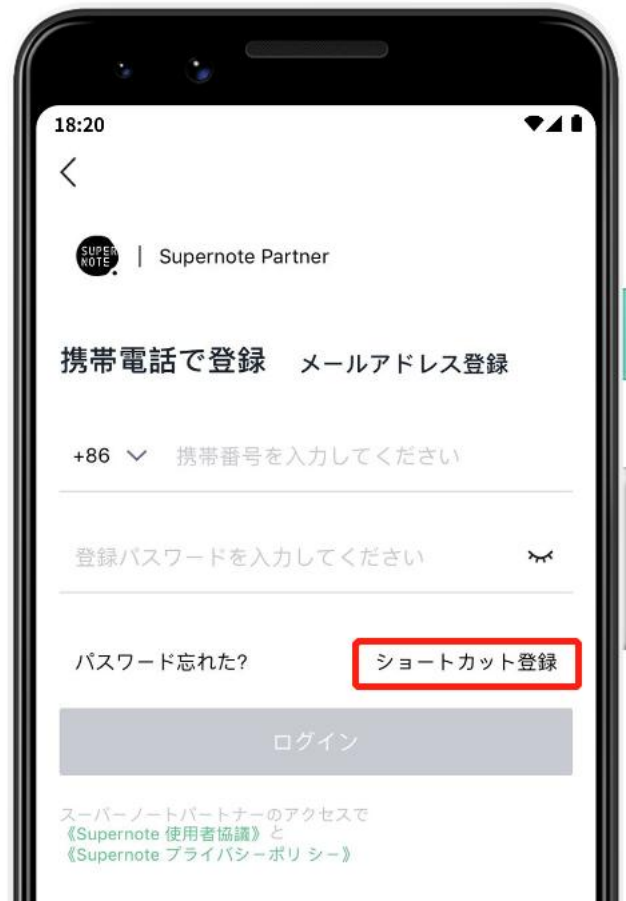 18:20
SUPER
NOTE
| Supernote Partner
携帯電話で登録 メールアドレス登録
+86 携帯番号を入力してください
登録パスワードを入力してください
パスワード忘れた? ショートカット登録
ログイン
スーパーノートパートナーのアクセスで
《Supernote 使用者協議》と
《Supernote プライバシーポリ シー》